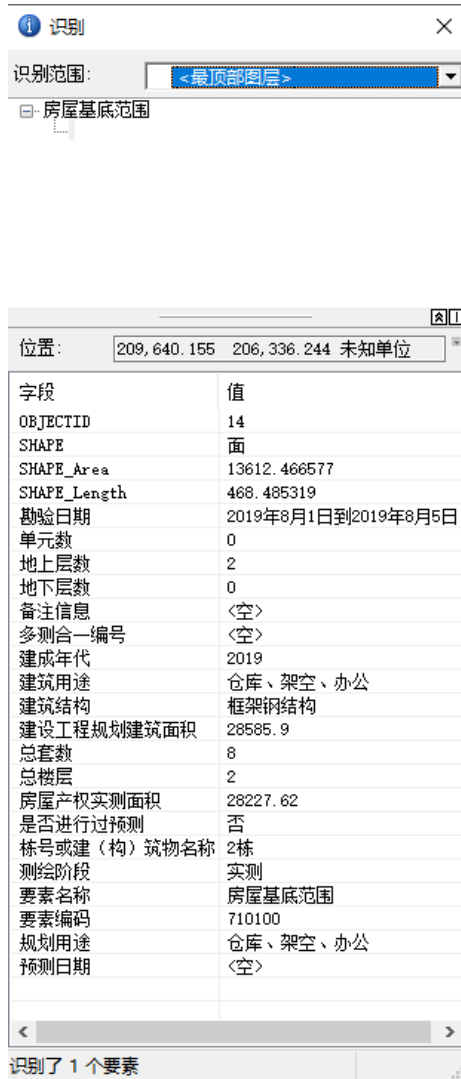 识别
识别范围: <最顶部图层>
房屋基底范围
位置: 209,640.155 206,336.244 未知单位
字段 值
OBJECTID 14
SHAPE 面
SHAPE_Area 13612.466577
SHAPE_Length 468.485319
勘验日期 2019年8月1日到2019年8月5日
单元数 0
地上层数 2
地下层数 0
备注信息 <空>
多测合一编号 <空>
建成年代 2019
建筑用途 仓库、架空、办公
建筑结构 框架钢结构
建设工程规划建筑面积 28585.9
总套数 8
总楼层 2
房屋产权实测面积 28227.62
是否进行过预测 否
栋号或建（构）筑物名称 2栋
测绘阶段 实测
要素名称 房屋基底范围
要素编码 710100
规划用途 仓库、架空、办公
预测日期 <空>
识别了 1 个要素